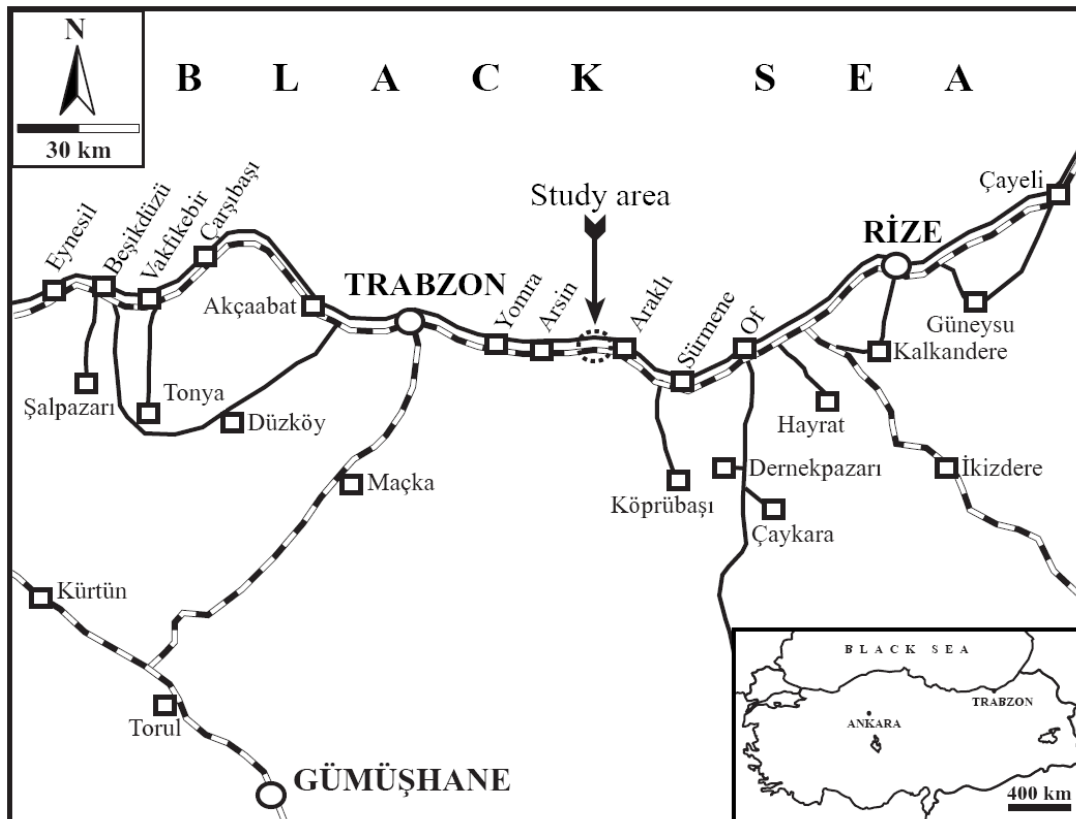 N
30 km
B L A C K S E A
Study area
Çayeli
RİZE
Eynesil
Beşikdüzü
Vakfikebir
Çarşıbaşı
Akçaabat
TRABZON
Yomra
Arsin
Araklı
Sürmene
Of
Güneysu
Kalkandere
Şalpazarı
Tonya
Düzköy
Hayrat
Maçka
Köprübaşı
Dernekpazarı
İkizdere
Çaykara
Kürtün
Torul
GÜMÜŞHANE
BLACK SEA
TRABZON
ANKARA
400 km